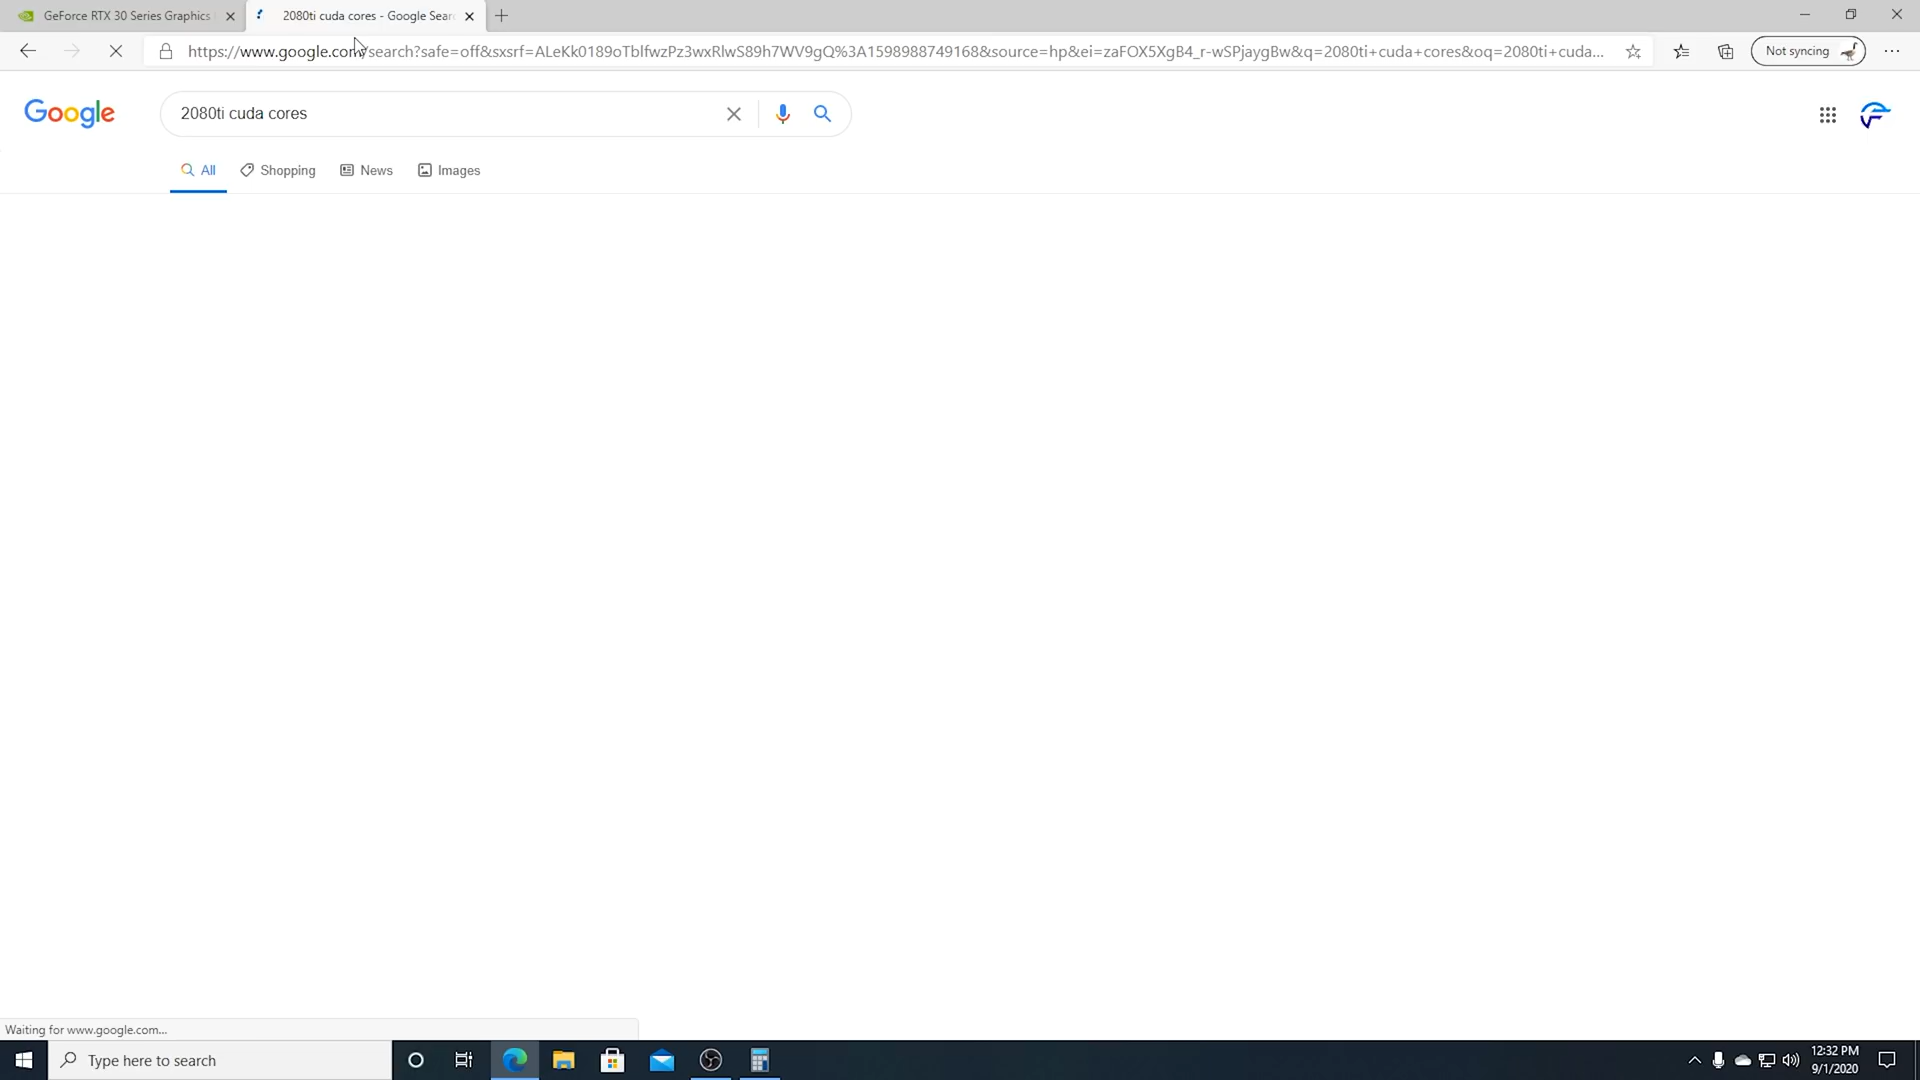 GeForce RTX 30 Series Graphics
2080ti cuda cores - Google Sear
https://www.google.com/search?safe=off&sxsrf=ALeKk0189oTblfwzPz3wxRlwS89h7WV9gQ%3A1598988749168&source=hp&ei=zaFOX5XgB4_r-wSPjaygBw&q=2080ti+cuda+cores&oq=2080ti+cuda...
Not syncing
Google
2080ti cuda cores
All
Shopping
News
Images
Waiting for www.google.com...
Type here to search
12:32 PM
9/1/2020